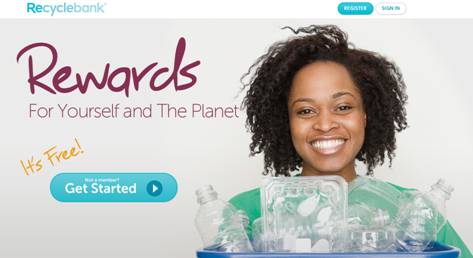 Recyclebank
REGISTER
SIGN IN
Rewards
For Yourself and The Planet
It's Free!
Not a member?
Get Started